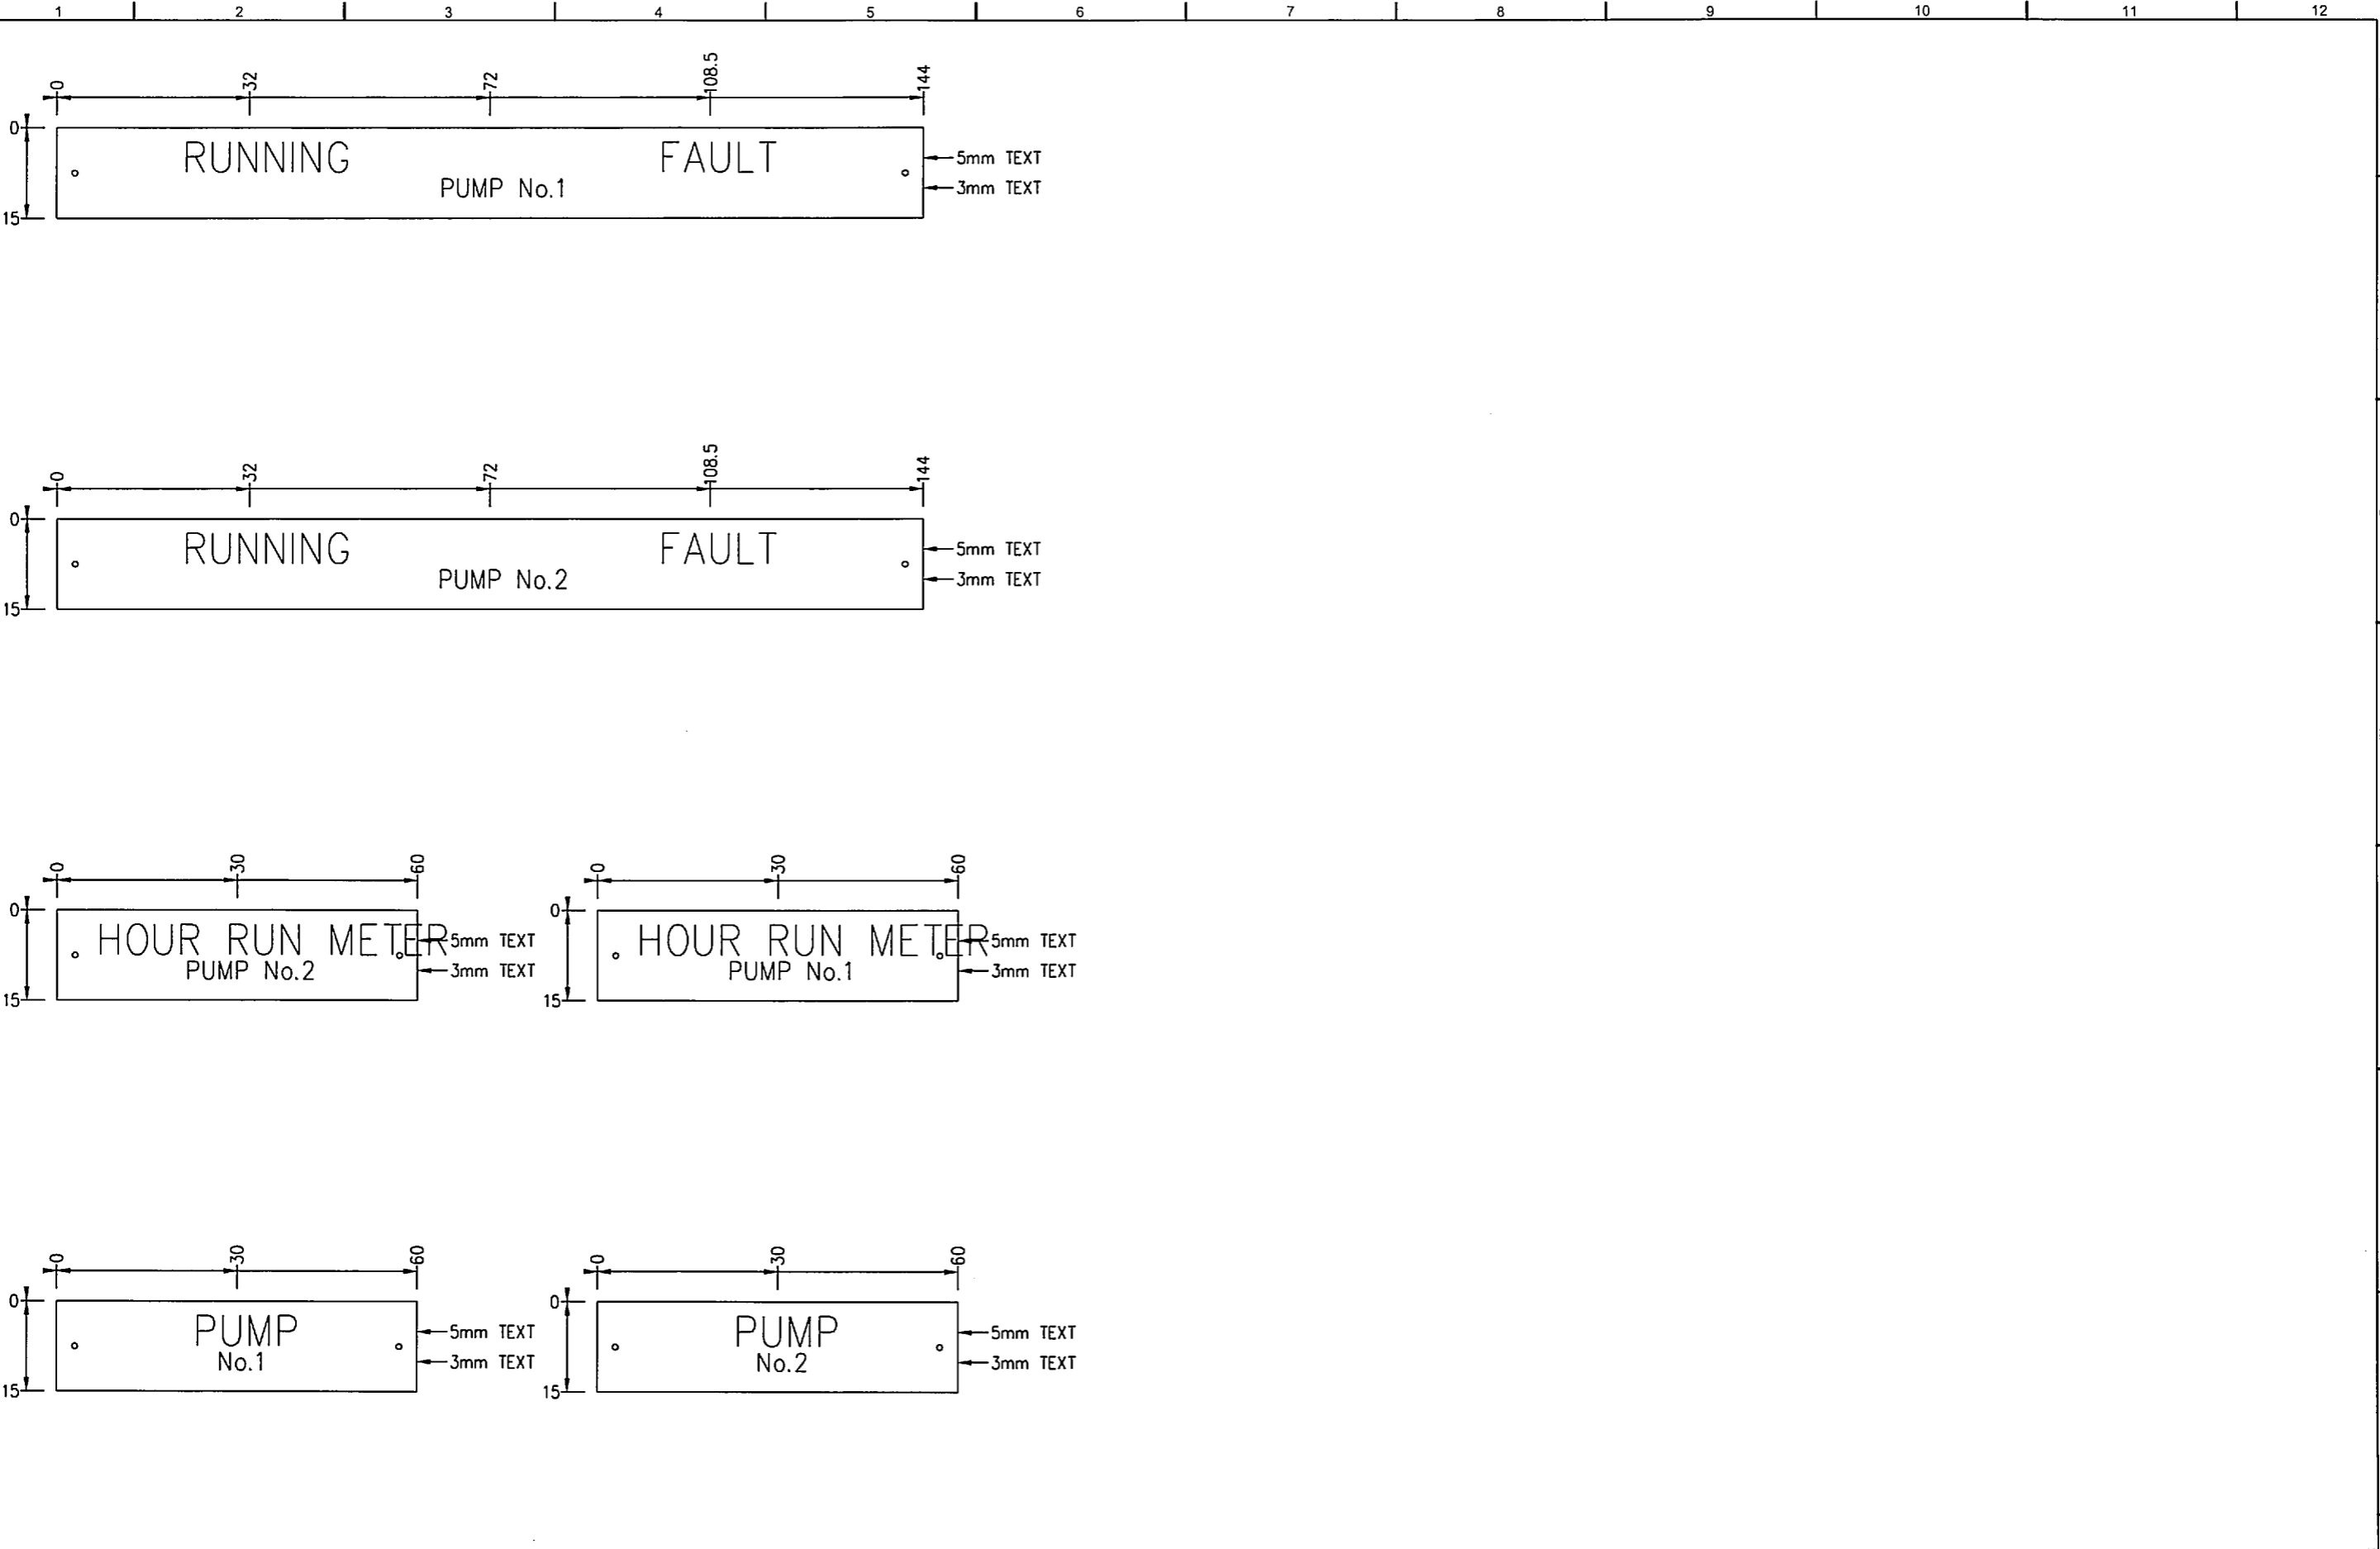 1 2 3 4 5 6 7 8 9 10 11 12
0 32 72 108.5 144
0
RUNNING FAULT 5mm TEXT
PUMP No.1 3mm TEXT
15
0 32 72 108.5 144
0
RUNNING FAULT 5mm TEXT
PUMP No.2 3mm TEXT
15
0 30 60 0 30 60
0 0
HOUR RUN METER 5mm TEXT HOUR RUN METER 5mm TEXT
PUMP No.2 3mm TEXT PUMP No.1 3mm TEXT
15 15
0 30 60 0 30 60
0 0
PUMP 5mm TEXT PUMP 5mm TEXT
No.1 3mm TEXT No.2 3mm TEXT
15 15